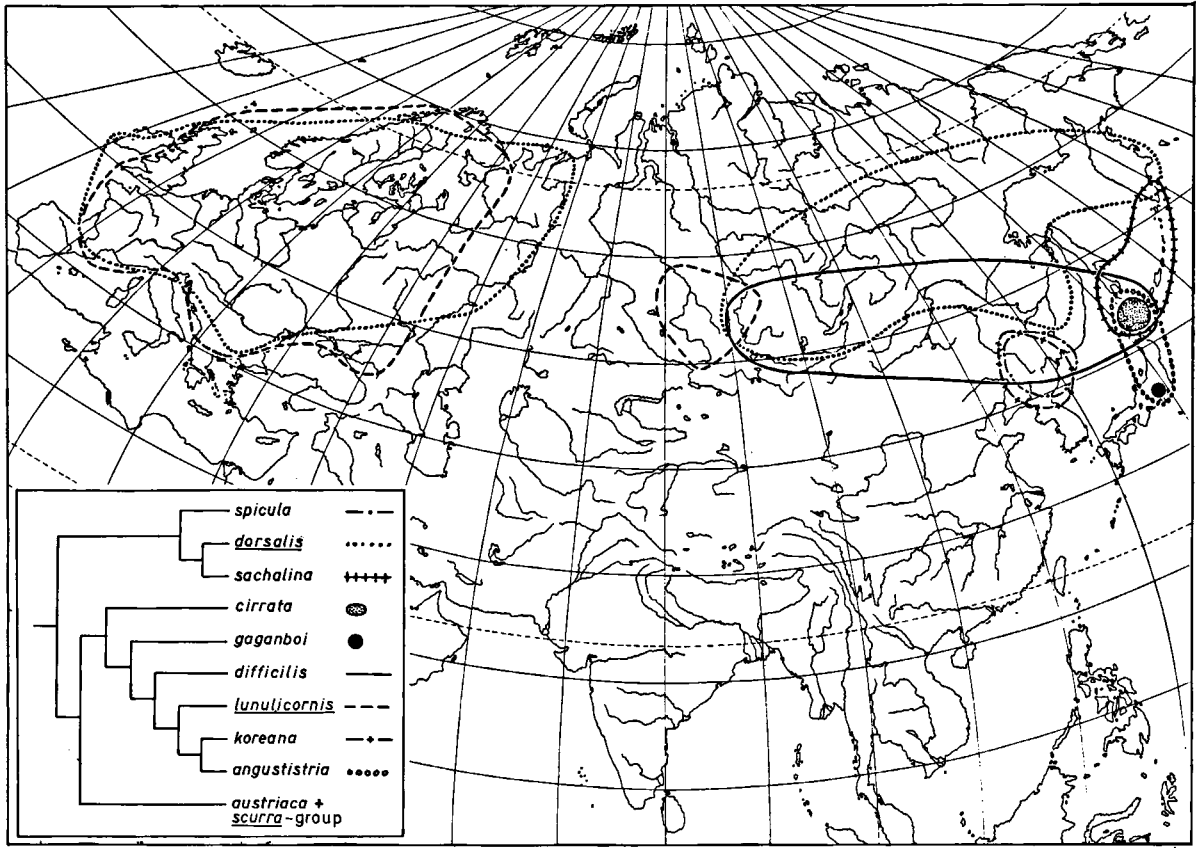 spicula
dorsalis
sachalina
cirrata
gaganboi
difficilis
lunulicornis
koreana
angustistria
austriaca +
scurra-group